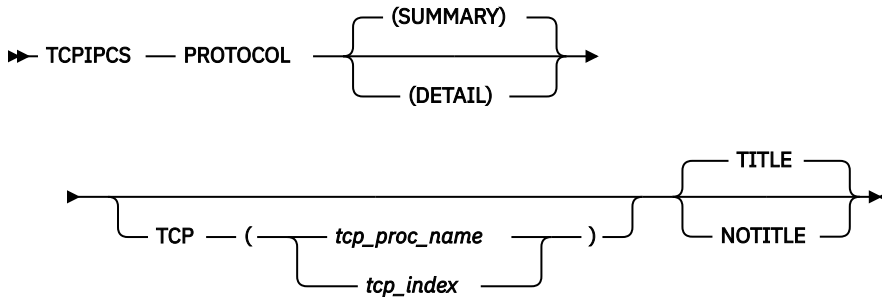 (SUMMARY)
TCPIPCS PROTOCOL
(DETAIL)
TITLE
TCP ( tcp_proc_name ) NOTITLE
tcp_index